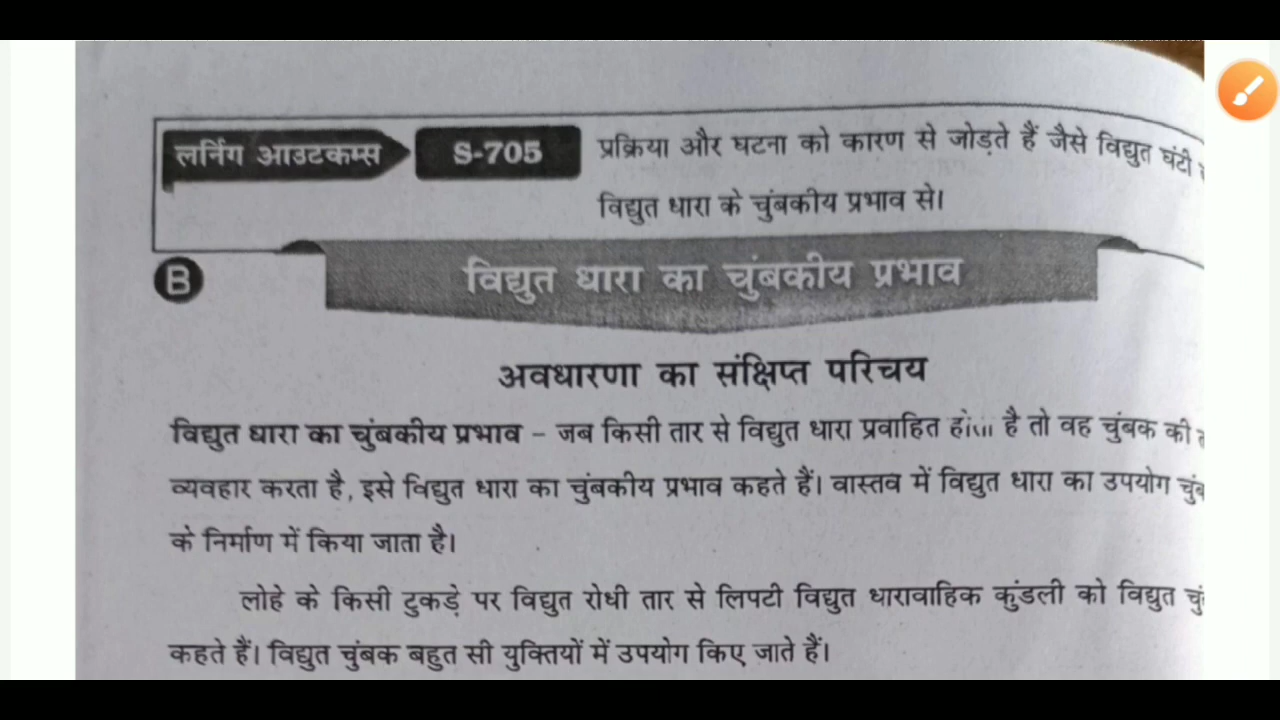 लर्निंग आउटकम्स S-705 प्रक्रिया और घटना को कारण से जोड़ते हैं जैसे विद्युत घंटी
विद्युत धारा के चुंबकीय प्रभाव से।
B विद्युत धारा का चुंबकीय प्रभाव
अवधारणा का संक्षिप्त परिचय
विद्युत धारा का चुंबकीय प्रभाव – जब किसी तार से विद्युत धारा प्रवाहित है तो वह चुंबक की
व्यवहार करता है, इसे विद्युत धारा का चुंबकीय प्रभाव कहते हैं। वास्तव में विद्युत धारा का उपयोग
के निर्माण में किया जाता है।
लोहे के किसी टुकड़े पर विद्युत रोधी तार से लिपटी विद्युत धारावाहिक कुंडली को विद्युत
कहते हैं। विद्युत चुंबक बहुत सी युक्तियों में उपयोग किए जाते हैं।